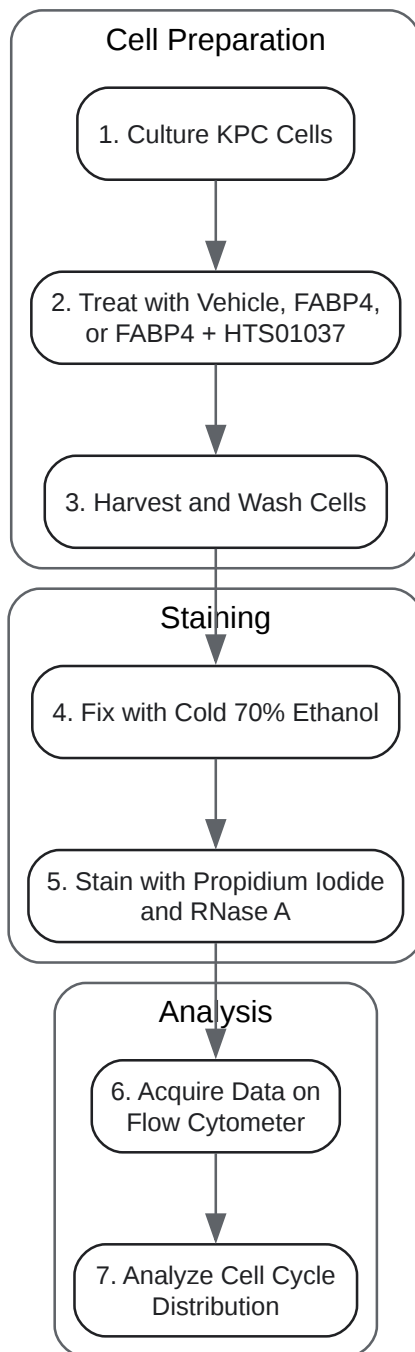 Cell Preparation
1. Culture KPC Cells
2. Treat with Vehicle, FABP4,
or FABP4 + HTS01037
3. Harvest and Wash Cells
Staining
4. Fix with Cold 70% Ethanol
5. Stain with Propidium Iodide
and RNase A
Analysis
6. Acquire Data on
Flow Cytometer
7. Analyze Cell Cycle
Distribution